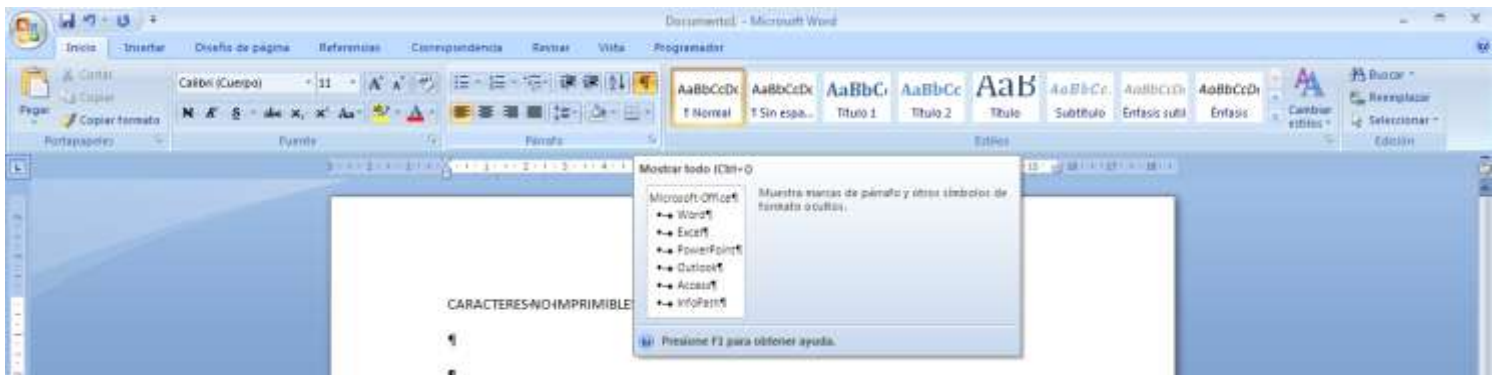 Documento1 - Microsoft Word
Inicio Insertar Diseño de página Referencias Correspondencia Revisar Vista Programador
Pegar
Cortar
Copiar
Copiar formato
Portapapeles
Calibri (Cuerpo) 11
N K S abe x, x² Aa
Fuente
Párrafo
AaBbCcDc AaBbCcDc AaBbC AaBbCc AaB AaBbCc. AaBbCcDc AaBbCcDc
¶ Normal ¶ Sin espa... Título 1 Título 2 Título Subtítulo Énfasis sutil Énfasis
Estilos
Cambiar estilos
Buscar
Reemplazar
Seleccionar
Edición
Mostrar todo (Ctrl+()
Microsoft·Office¶
Word¶
Excel¶
PowerPoint¶
Outlook¶
Access¶
InfoPath¶
Muestra marcas de párrafo y otros símbolos de
formato ocultos.
Presione F1 para obtener ayuda.
CARACTERES·NO·IMPRIMIBLE
¶